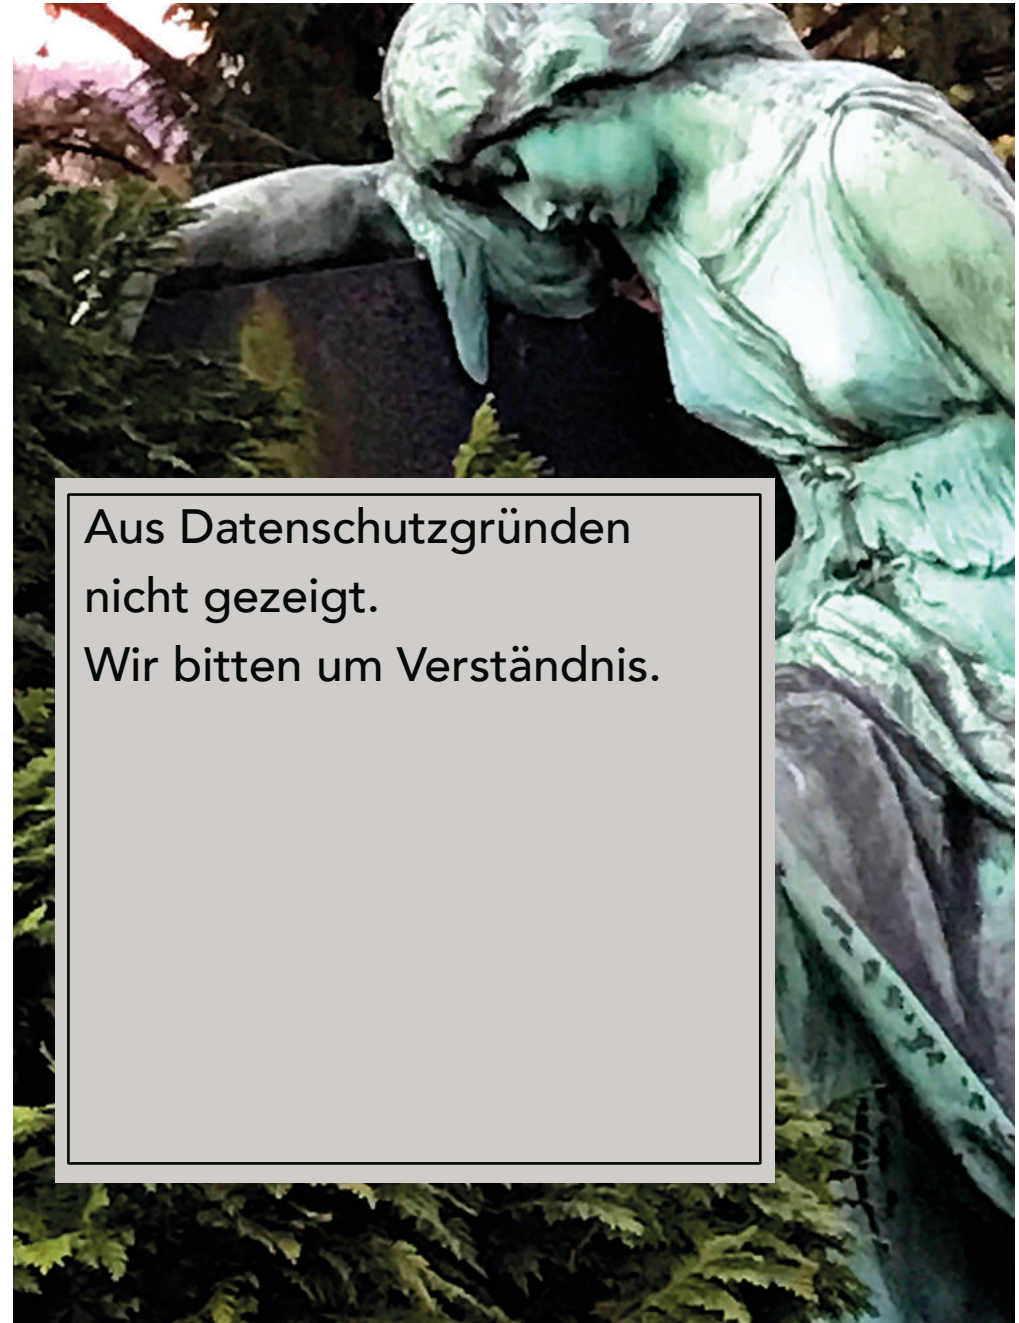 Aus Datenschutzgründen
nicht gezeigt.
Wir bitten um Verständnis.